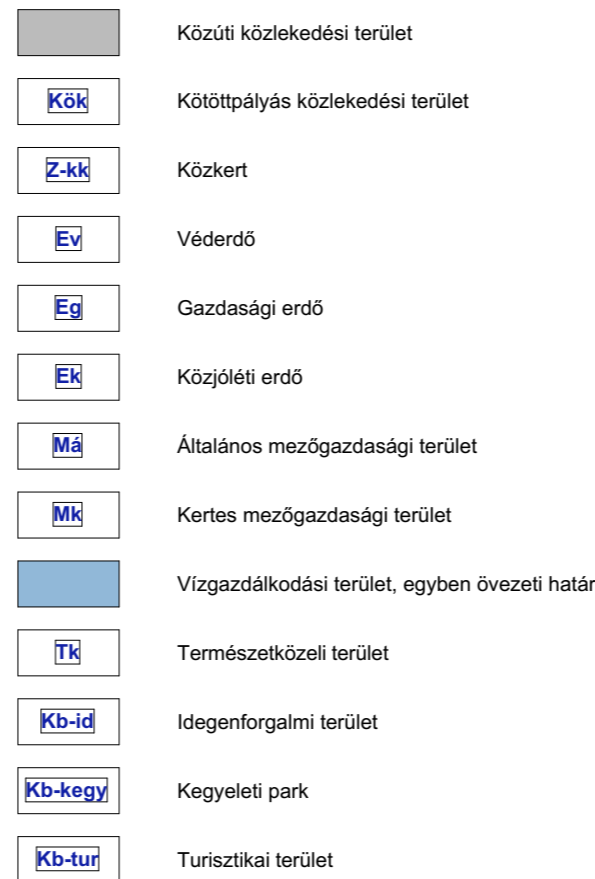 Közúti közlekedési terület
Kök Kötöttpályás közlekedési terület
Z-kk Közkert
Ev Véderdő
Eg Gazdasági erdő
Ek Közjóléti erdő
Má Általános mezőgazdasági terület
Mk Kertes mezőgazdasági terület
Vízgazdálkodási terület, egyben övezeti határ
Tk Természetközeli terület
Kb-id Idegenforgalmi terület
Kb-kegy Kegyeleti park
Kb-tur Turisztikai terület